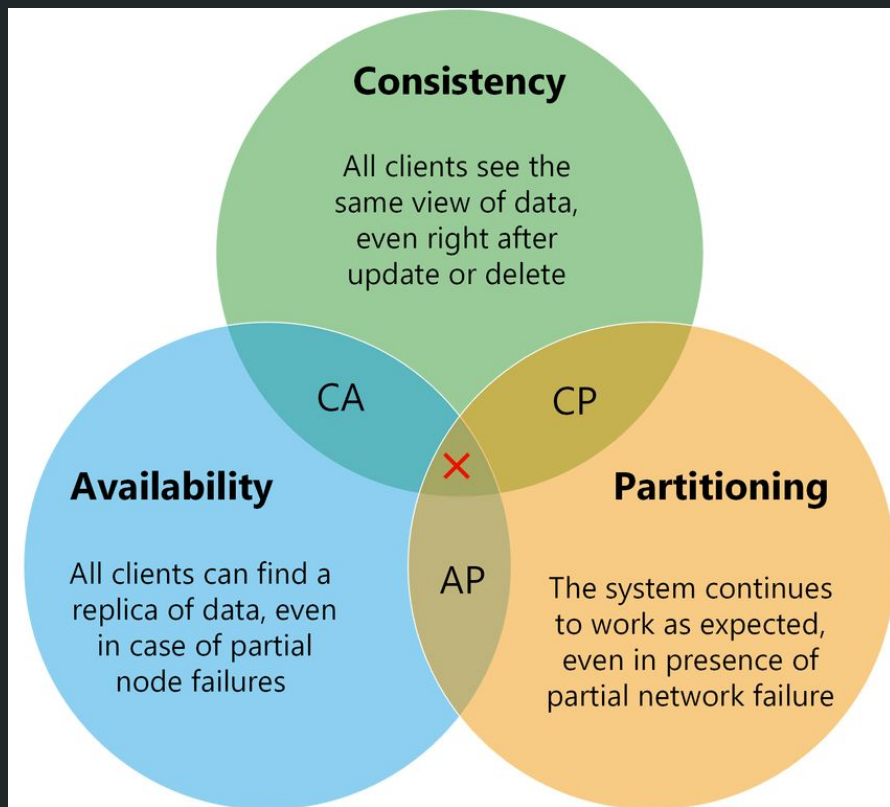 Consistency
All clients see the
same view of data,
even right after
update or delete
CA
CP
Availability
All clients can find a
replica of data, even
in case of partial
node failures
AP
Partitioning
The system continues
to work as expected,
even in presence of
partial network failure